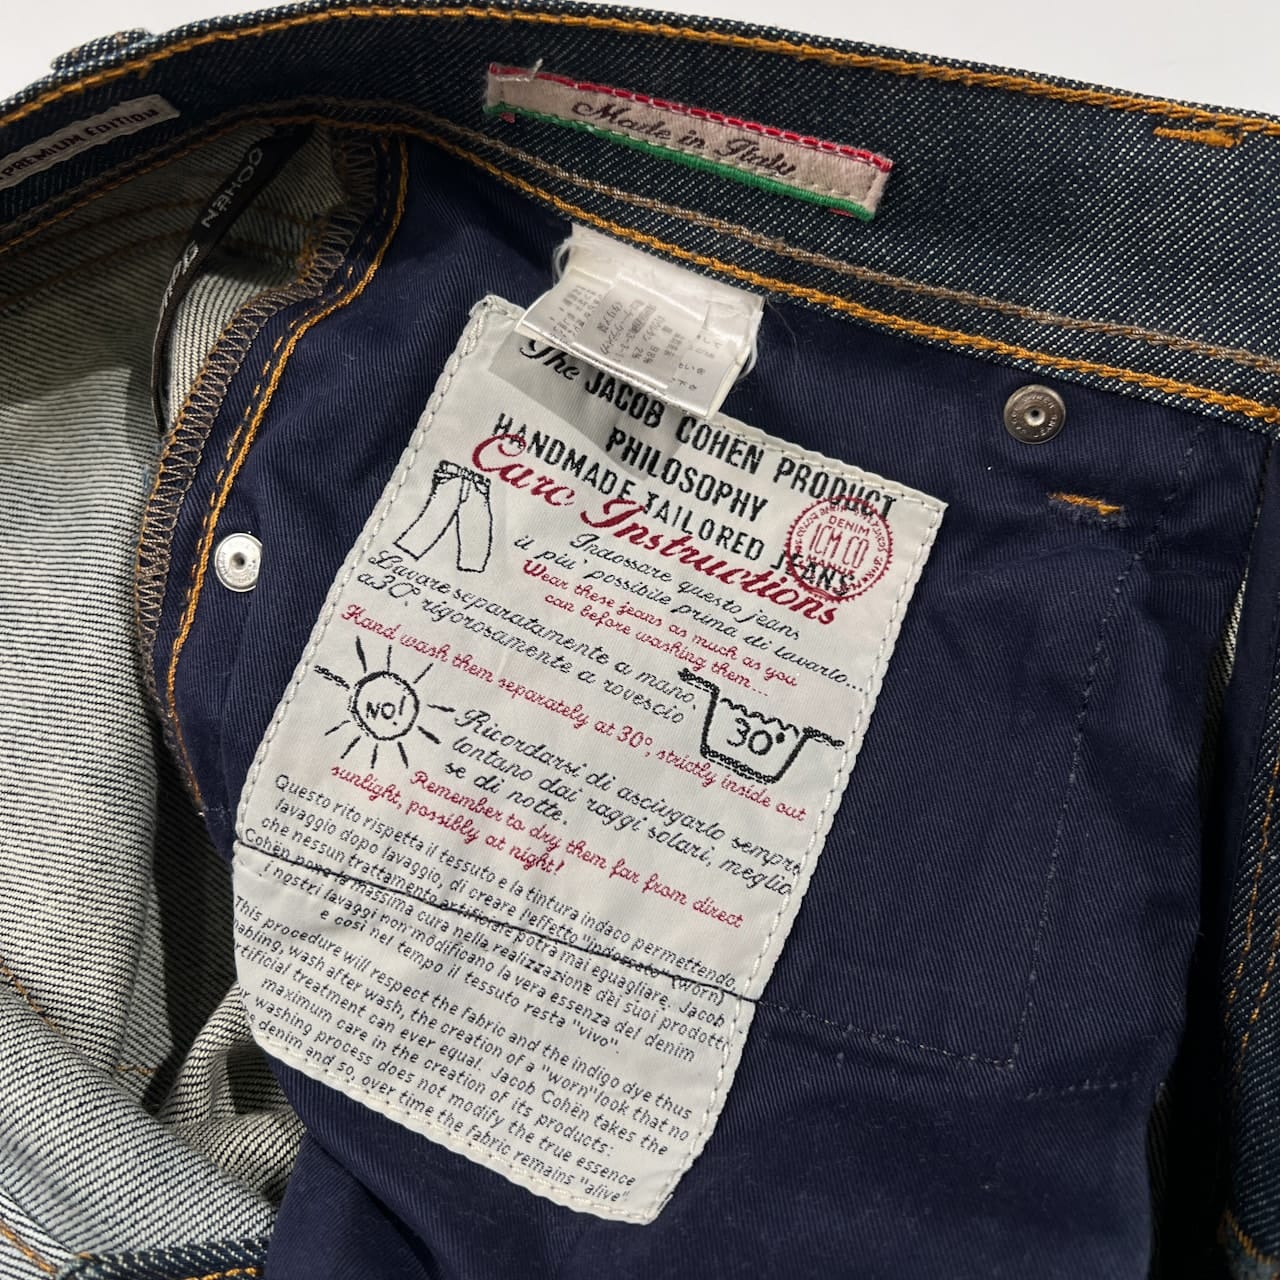 PREMIUM EDITION
COHËN
Made in Italy
98%
2%
The JACOB COHEN PRODUCT
PHILOSOPHY
HANDMADE TAILORED JEANS
Care Instructions
DENIM
JCM CO
Indossare questo jeans
il piu' possibile prima di lavarlo...
Wear these jeans as much as you
can before washing them...
Lavare separatamente a mano,
a 30°, rigorosamente a rovescio
Hand wash them separately at 30°, strictly inside out
30°
NO!
Ricordarsi di asciugarlo sempre
lontano dai raggi solari, meglio
se di notte.
Remember to dry them far from direct
sunlight, possibly at night!
Questo rito rispetta il tessuto e la tintura indaco permettendo,
lavaggio dopo lavaggio, di creare l'effetto "indossato" (worn)
che nessun trattamento artificiale potrà mai eguagliare. Jacob
Cohën pone la massima cura nella realizzazione dei suoi prodotti:
i nostri lavaggi non modificano la vera essenza del denim
e così nel tempo il tessuto resta "vivo".
This procedure will respect the fabric and the indigo dye thus
abling, wash after wash, the creation of a "worn" look that no
rtificial treatment can ever equal. Jacob Cohën takes the
maximum care in the creation of its products:
r washing process does not modify the true essence
e denim and so, over time the fabric remains "alive".